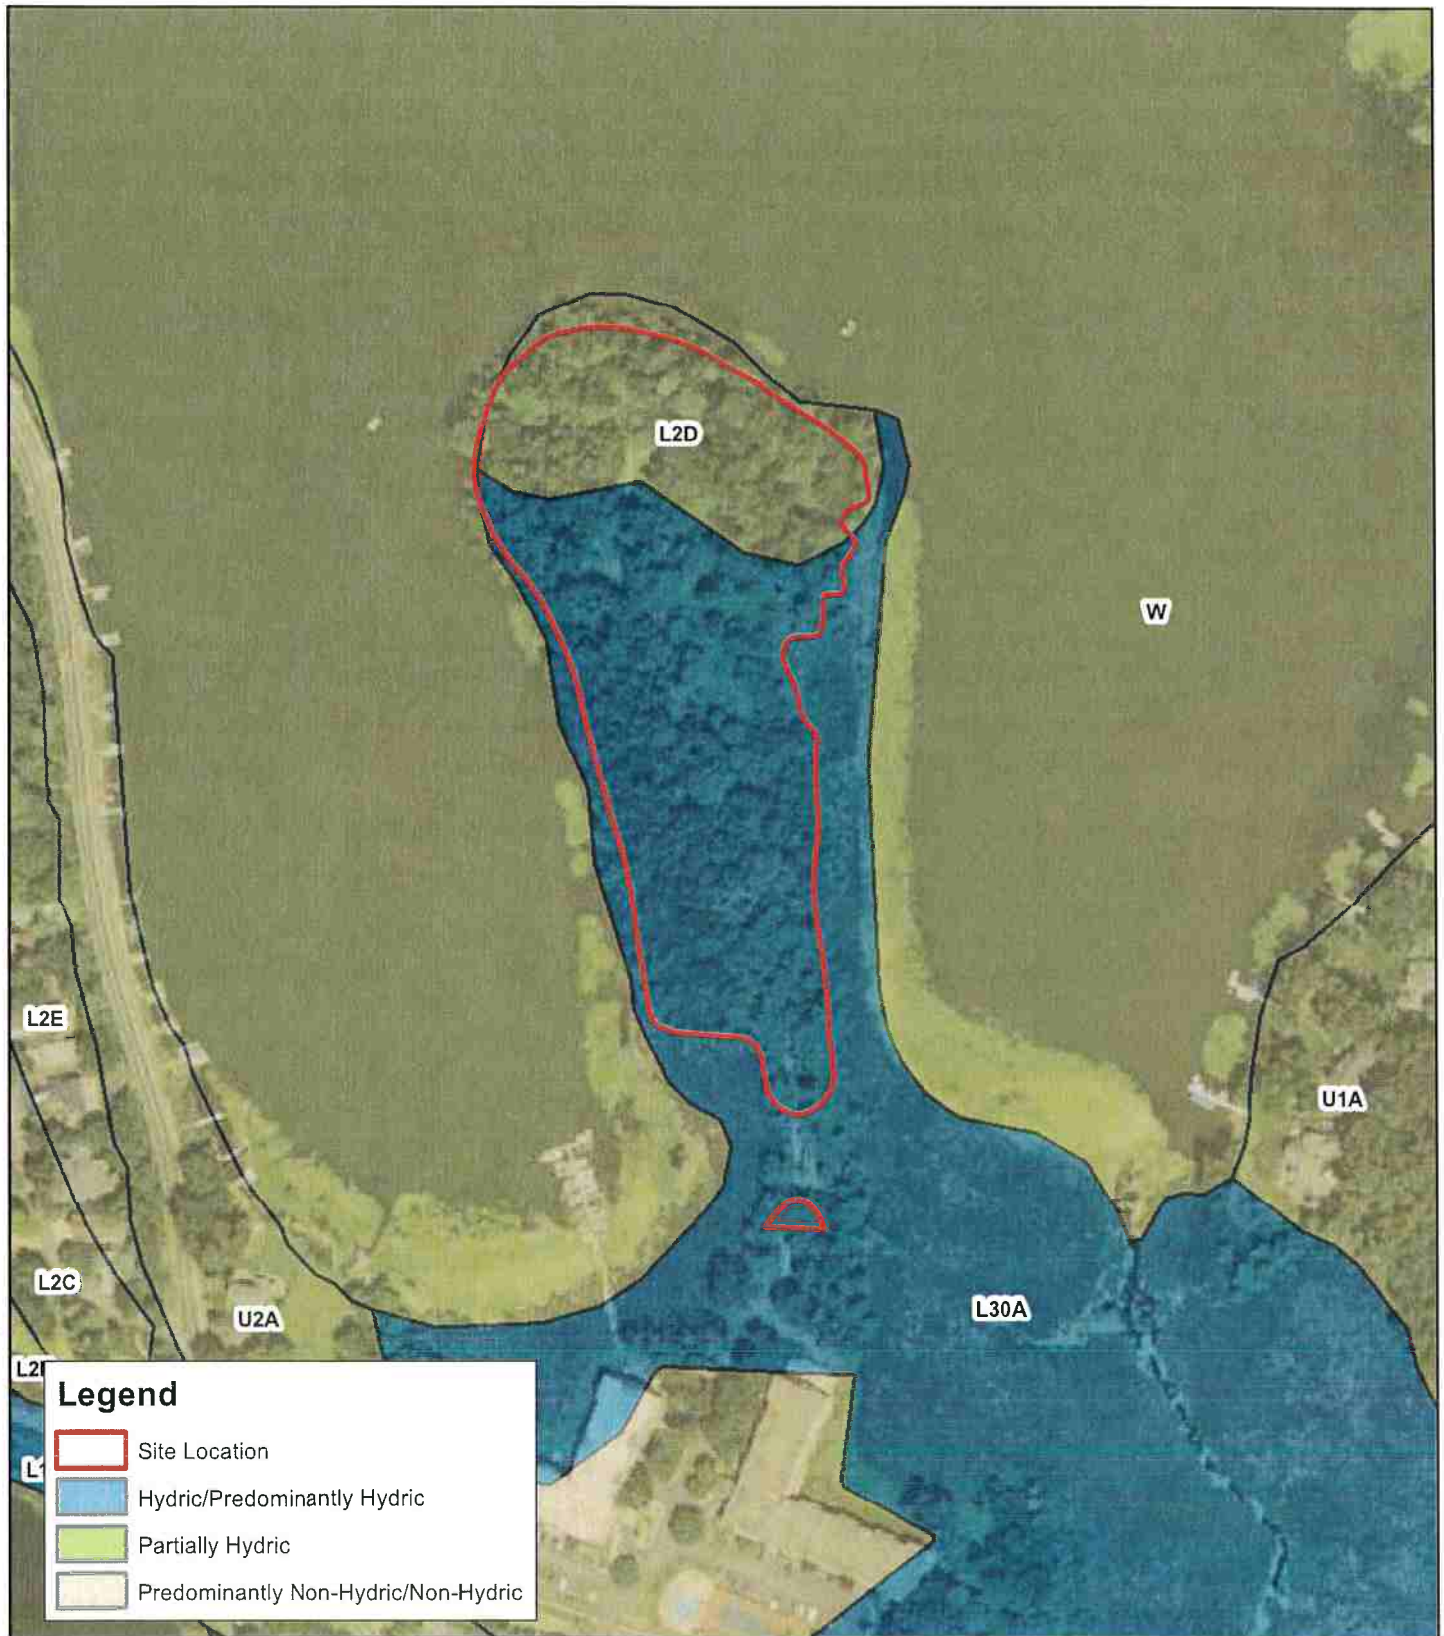 L2D
W
L2E
U1A
L2C
U2A
L30A
Legend
Site Location
Hydric/Predominantly Hydric
Partially Hydric
Predominantly Non-Hydric/Non-Hydric